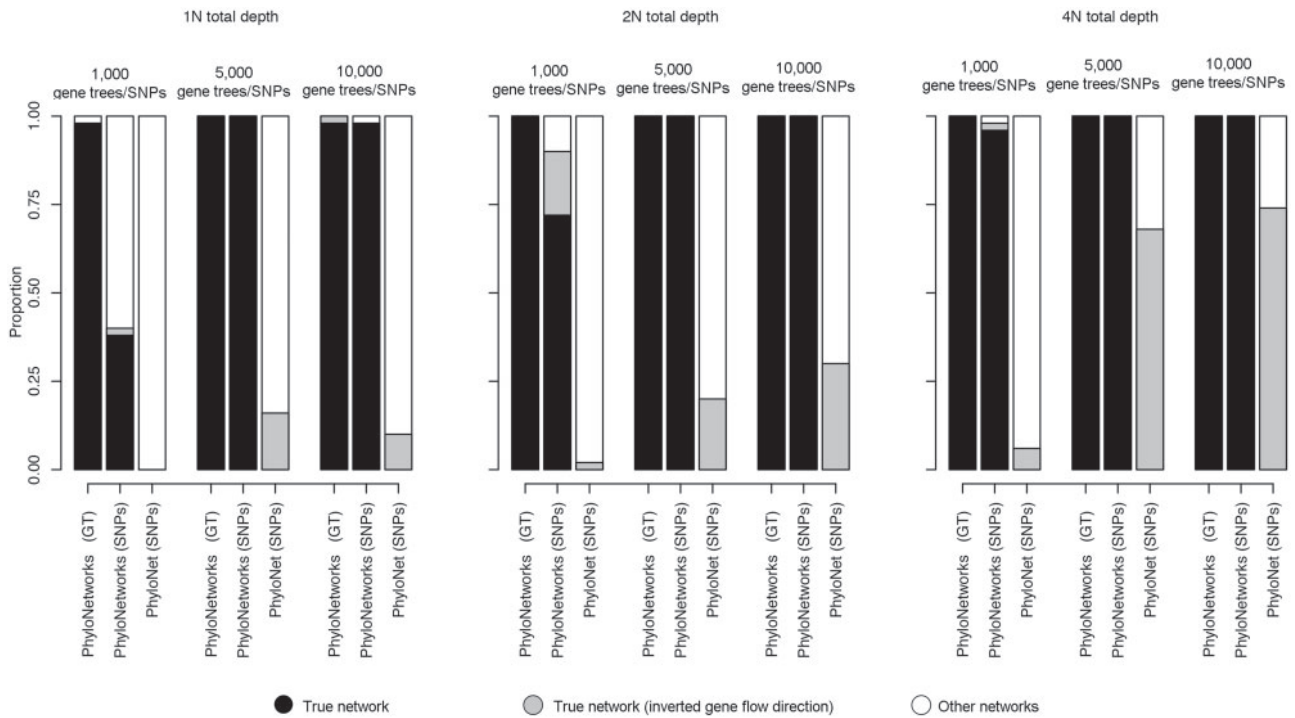 1N total depth
2N total depth
4N total depth
1,000
gene trees/SNPs
5,000
gene trees/SNPs
10,000
gene trees/SNPs
1,000
gene trees/SNPs
5,000
gene trees/SNPs
10,000
gene trees/SNPs
1,000
gene trees/SNPs
5,000
gene trees/SNPs
10,000
gene trees/SNPs
Proportion
1.00
0.75
0.50
0.25
0.00
PhyloNetworks (GT)
PhyloNetworks (SNPs)
PhyloNet (SNPs)
PhyloNetworks (GT)
PhyloNetworks (SNPs)
PhyloNet (SNPs)
PhyloNetworks (GT)
PhyloNetworks (SNPs)
PhyloNet (SNPs)
PhyloNetworks (GT)
PhyloNetworks (SNPs)
PhyloNet (SNPs)
PhyloNetworks (GT)
PhyloNetworks (SNPs)
PhyloNet (SNPs)
PhyloNetworks (GT)
PhyloNetworks (SNPs)
PhyloNet (SNPs)
PhyloNetworks (GT)
PhyloNetworks (SNPs)
PhyloNet (SNPs)
PhyloNetworks (GT)
PhyloNetworks (SNPs)
PhyloNet (SNPs)
PhyloNetworks (GT)
PhyloNetworks (SNPs)
PhyloNet (SNPs)
True network
True network (inverted gene flow direction)
Other networks